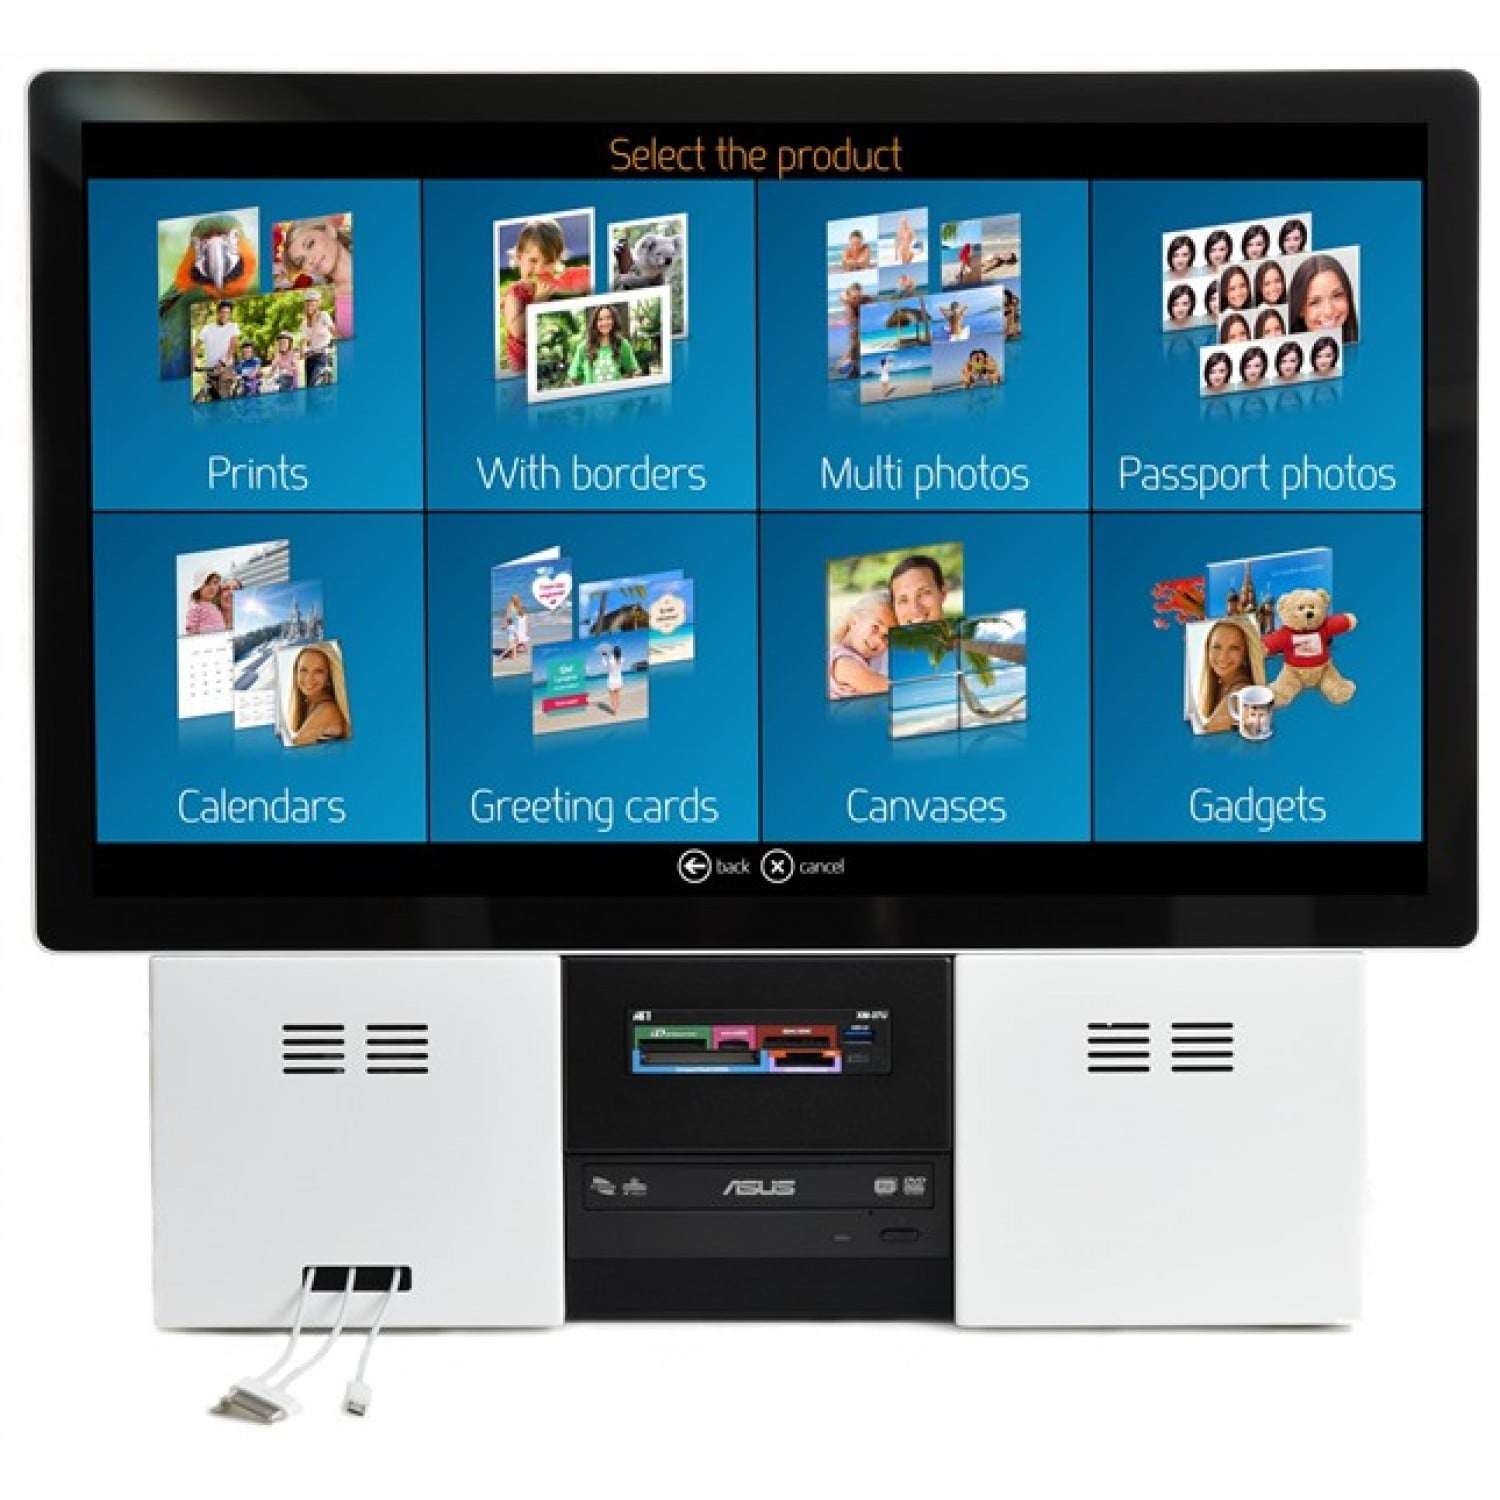 Select the product
Prints
With borders
Multi photos
Passport photos
Calendars
Greeting cards
Canvases
Gadgets
back
cancel
ASUS